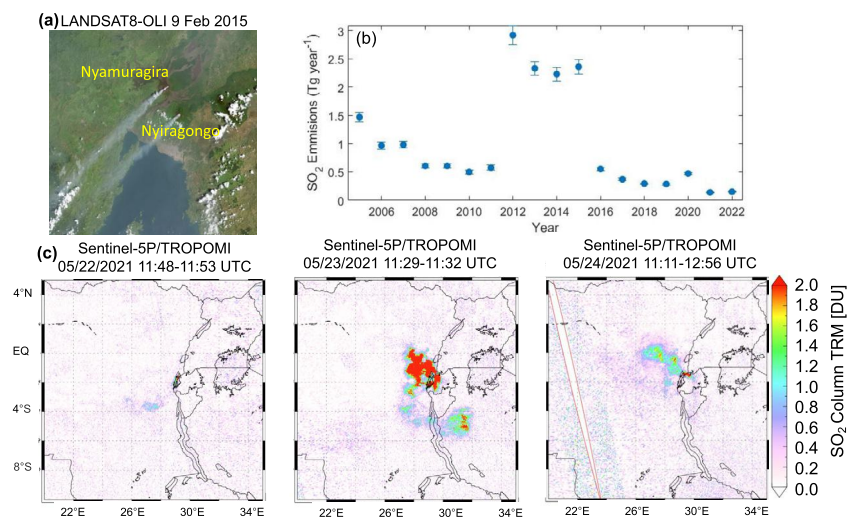 (a) LANDSAT8-OLI 9 Feb 2015
Nyamuragira
Nyiragongo
(b)
SO2 Emmisions (Tg year-1)
3
2.5
2
1.5
1
0.5
0
2006 2008 2010 2012 2014 2016 2018 2020 2022
Year
(c)
Sentinel-5P/TROPOMI
05/22/2021 11:48-11:53 UTC
Sentinel-5P/TROPOMI
05/23/2021 11:29-11:32 UTC
Sentinel-5P/TROPOMI
05/24/2021 11:11-12:56 UTC
4°N
EQ
4°S
8°S
22°E 26°E 30°E 34°E
22°E 26°E 30°E 34°E
22°E 26°E 30°E 34°E
2.0
1.8
1.6
1.4
1.2
1.0
0.8
0.6
0.4
0.2
0.0
SO2 Column TRM [DU]